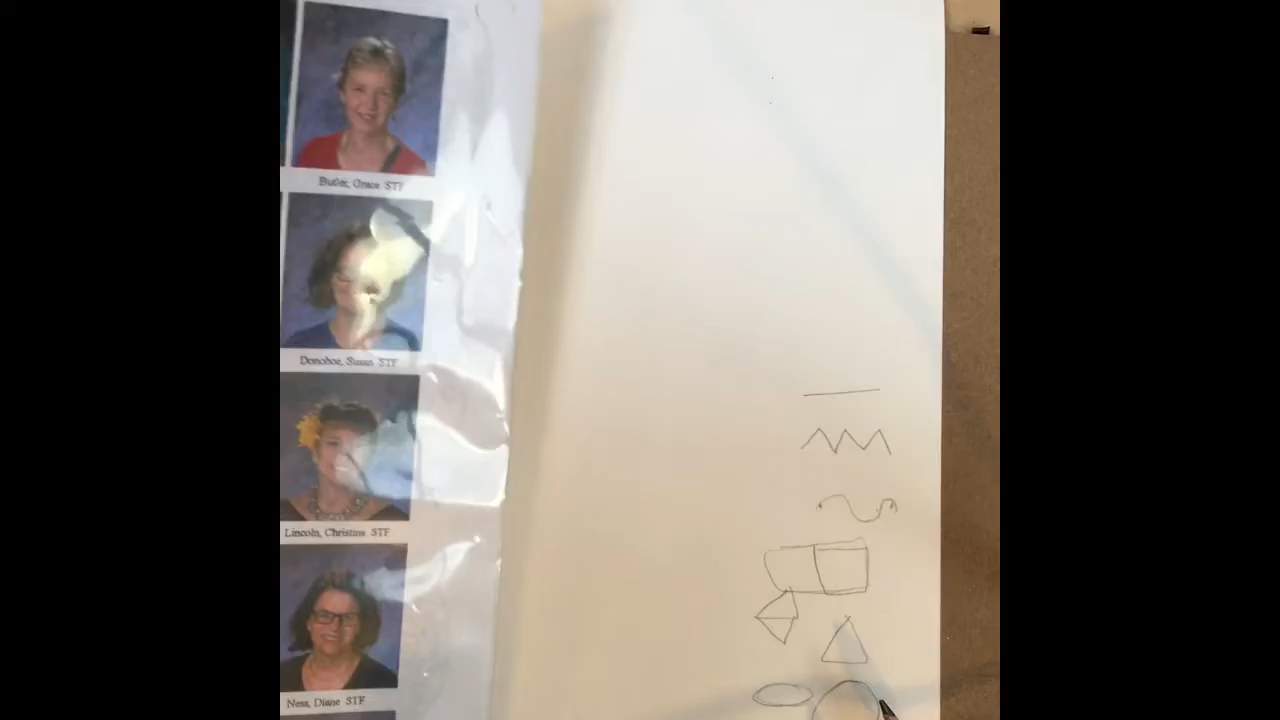 Butler, Grace STF
Donohoe, Susan STF
Lincoln, Christina STF
Ness, Diane STF